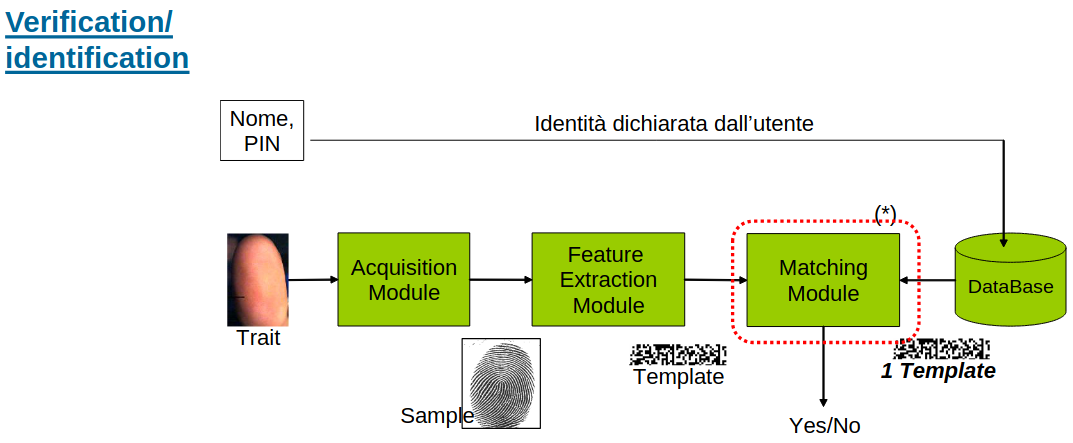 Verification/
identification
Nome,
PIN
Identità dichiarata dall’utente
(*)
Acquisition
Module
Feature
Extraction
Module
Matching
Module
DataBase
Trait
Sample
Template
1 Template
Yes/No